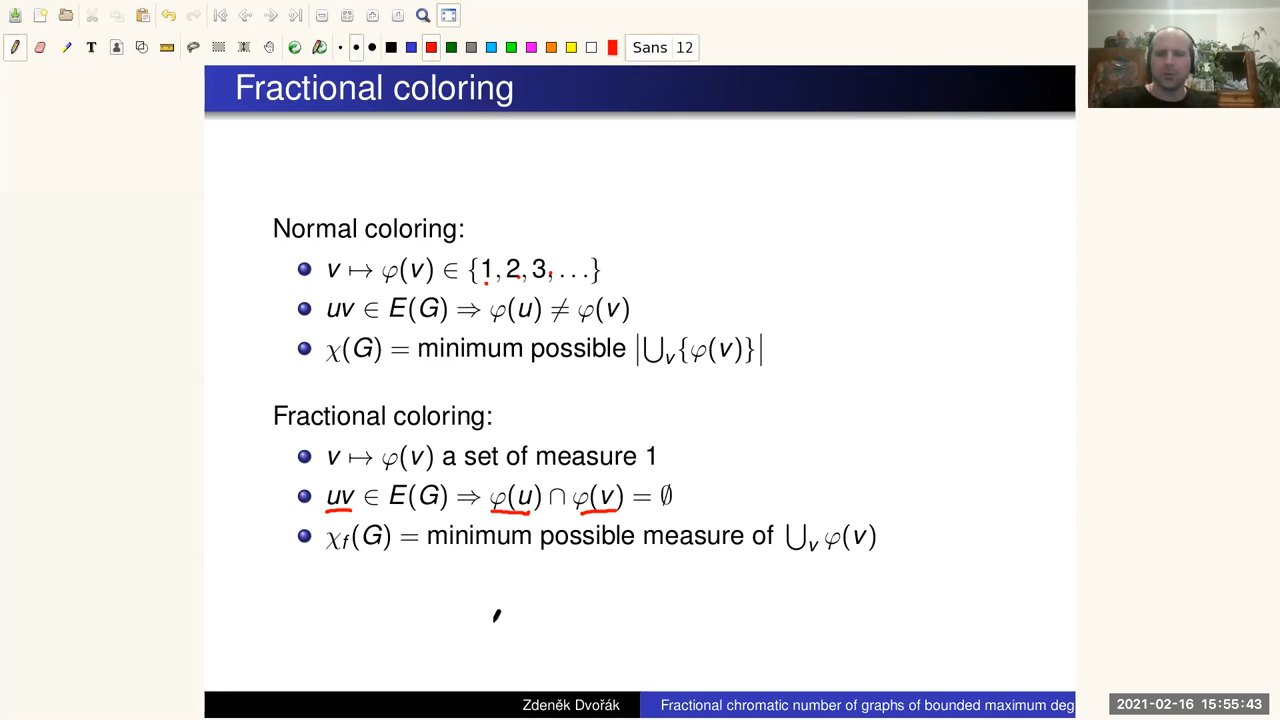 Sans 12
Fractional coloring
Normal coloring:
v ↦ φ(v) ∈ {1, 2, 3, . . .}
uv ∈ E(G) ⇒ φ(u) ≠ φ(v)
χ(G) = minimum possible |⋃ᵥ{φ(v)}|
Fractional coloring:
v ↦ φ(v) a set of measure 1
uv ∈ E(G) ⇒ φ(u) ∩ φ(v) = ∅
χf(G) = minimum possible measure of ⋃ᵥ φ(v)
Zdeněk Dvořák
Fractional chromatic number of graphs of bounded maximum deg
2021-02-16 15:55:43